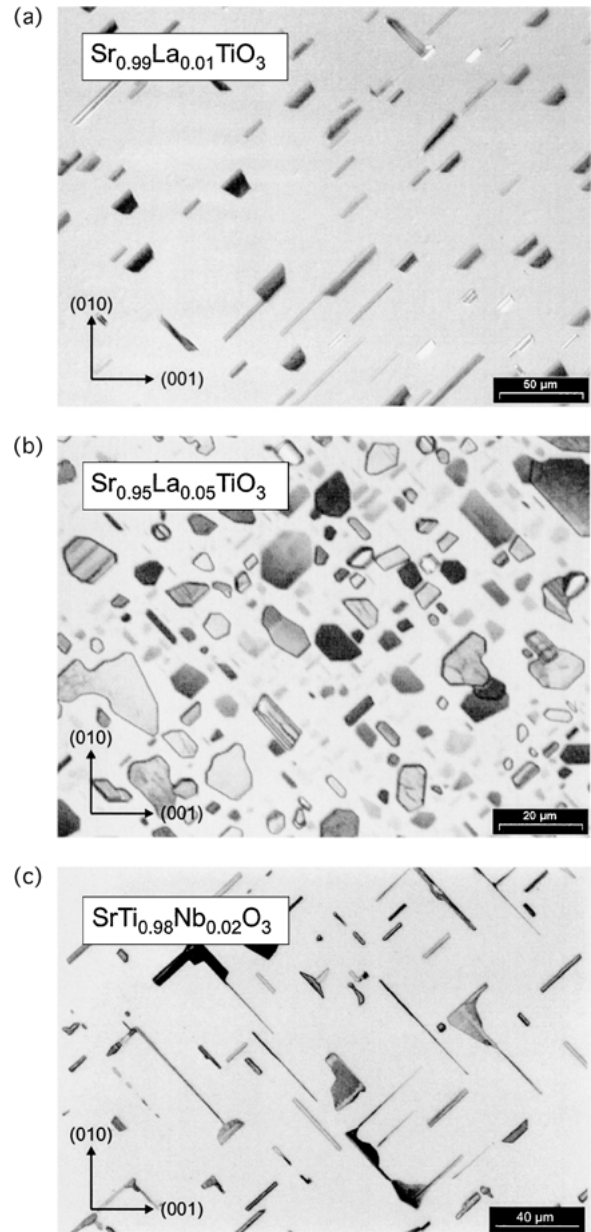 (a)
Sr₀.₉₉La₀.₀₁TiO₃
(010)
(001)
50 µm
(b)
Sr₀.₉₅La₀.₀₅TiO₃
(010)
(001)
20 µm
(c)
SrTi₀.₉₈Nb₀.₀₂O₃
(010)
(001)
40 µm